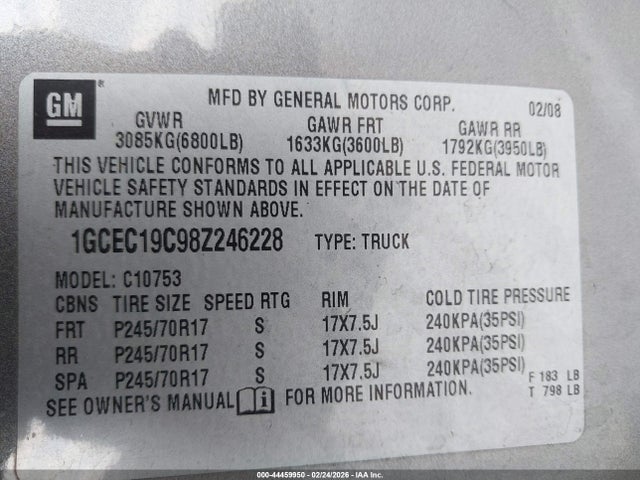 GM ®
MFD BY GENERAL MOTORS CORP. 02/08
GVWR GAWR FRT GAWR RR
3085KG(6800LB) 1633KG(3600LB) 1792KG(3950LB)
THIS VEHICLE CONFORMS TO ALL APPLICABLE U.S. FEDERAL MOTOR
VEHICLE SAFETY STANDARDS IN EFFECT ON THE DATE OF
MANUFACTURE SHOWN ABOVE.
1GCEC19C98Z246228 TYPE: TRUCK
MODEL: C10753
CBNS TIRE SIZE SPEED RTG RIM COLD TIRE PRESSURE
FRT P245/70R17 S 17X7.5J 240KPA(35PSI)
RR P245/70R17 S 17X7.5J 240KPA(35PSI)
SPA P245/70R17 S 17X7.5J 240KPA(35PSI)
F 183 LB
SEE OWNER'S MANUAL i FOR MORE INFORMATION. T 798 LB
000-44459950 - 02/24/2026 - IAA Inc.